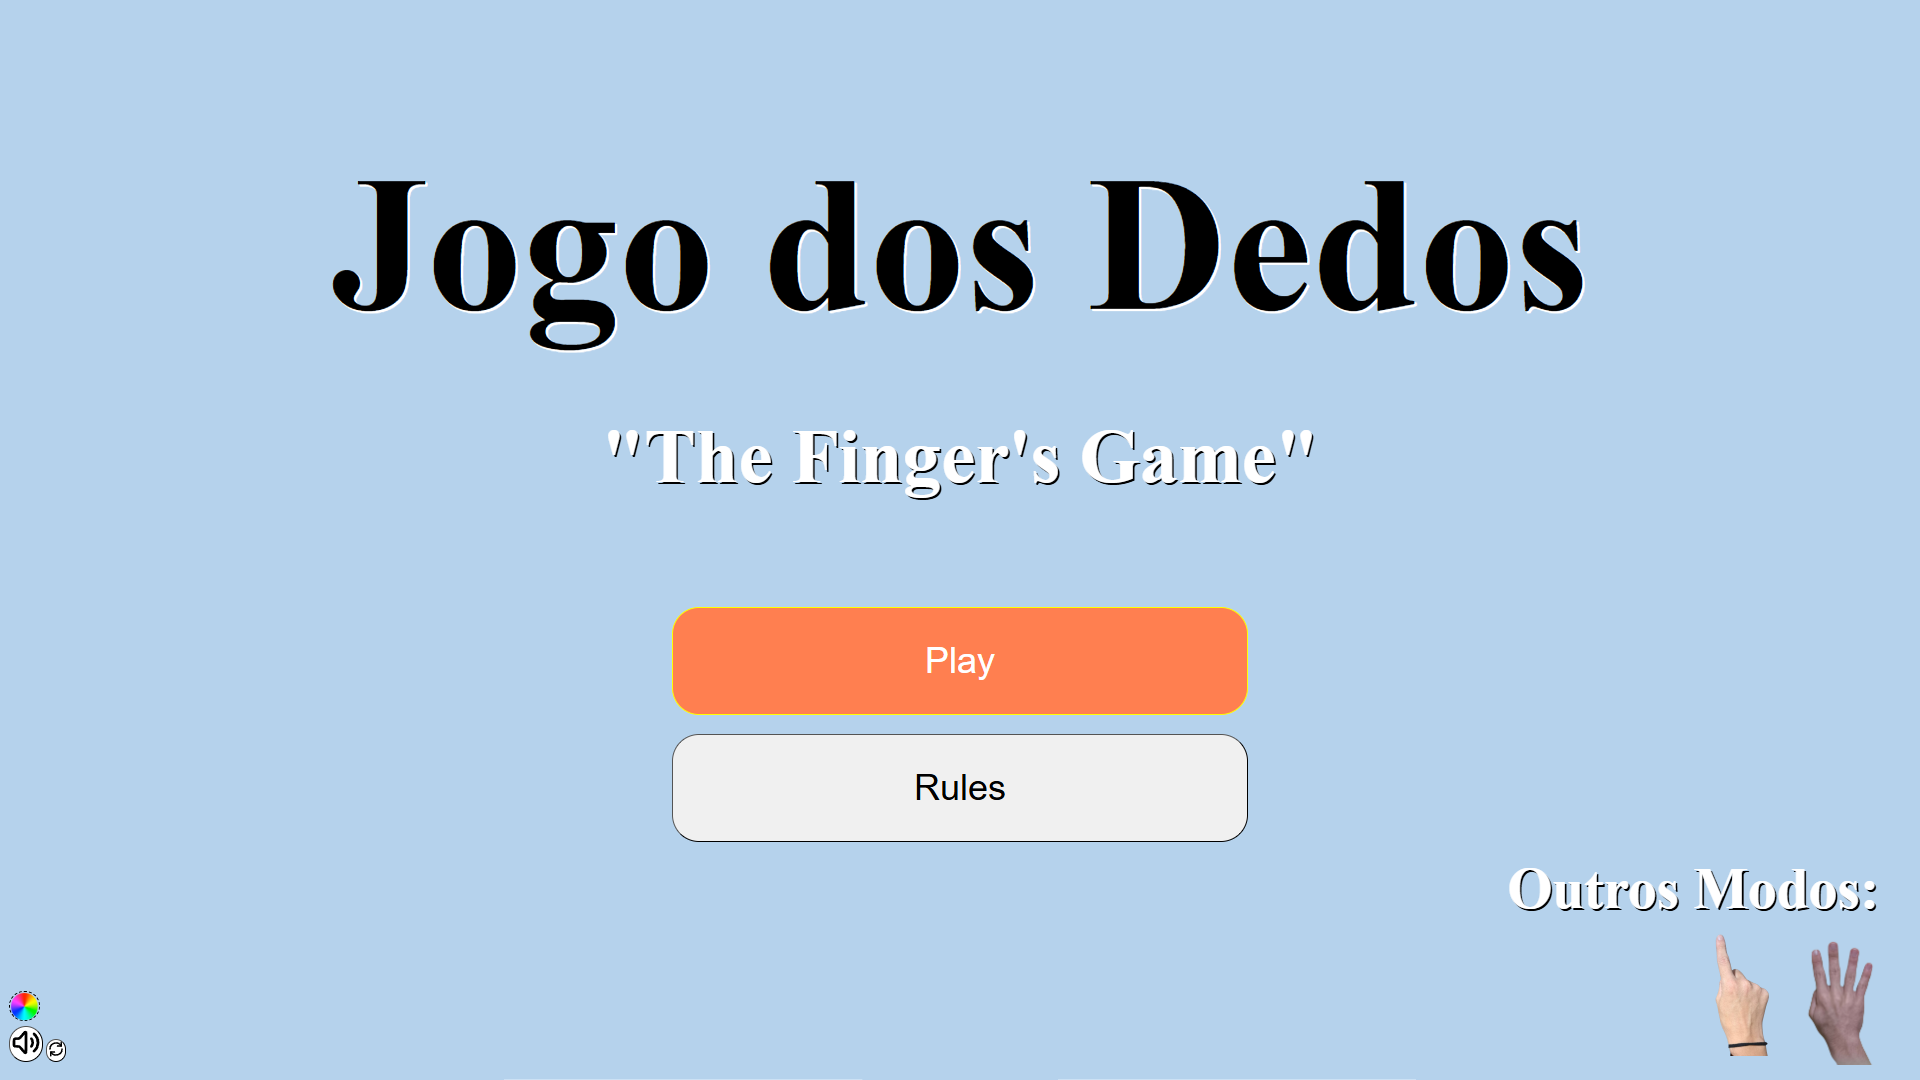 Jogo dos Dedos
"The Finger's Game"
Play
Rules
Outros Modos: